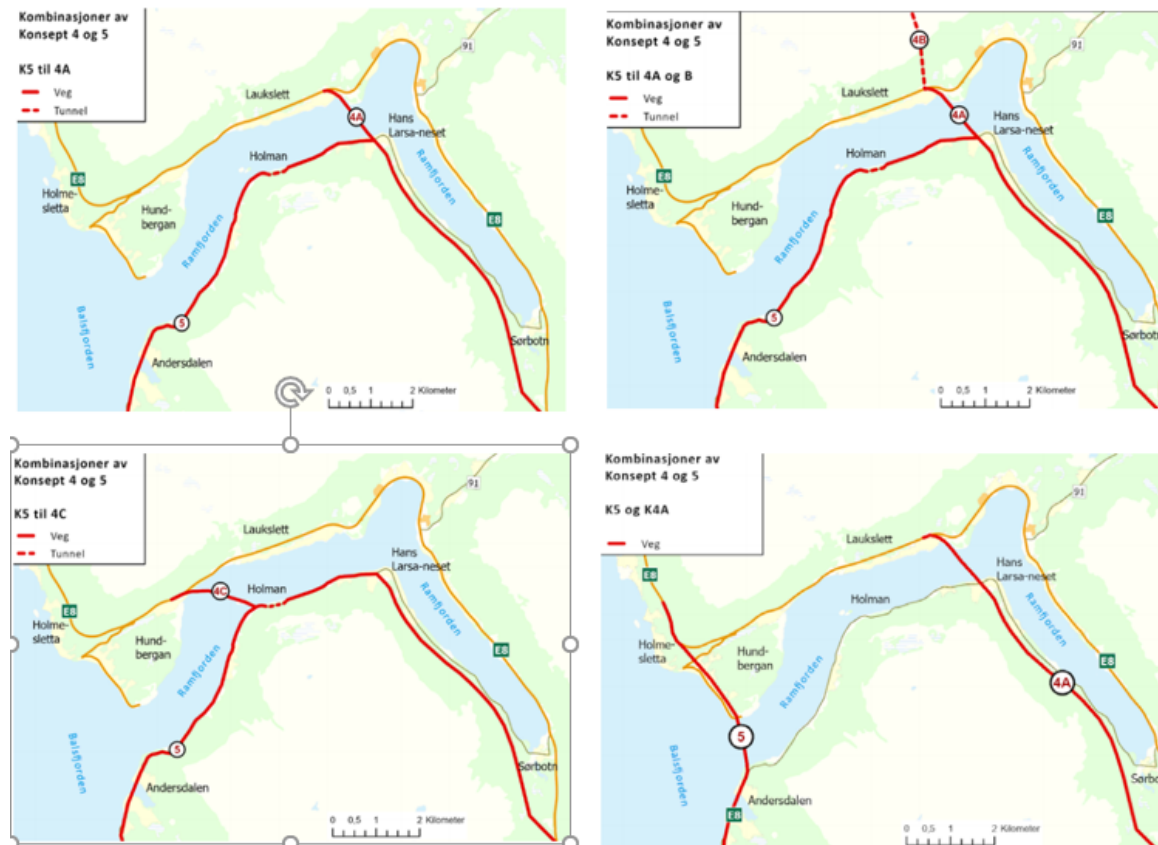 Kombinasjoner av
Konsept 4 og 5
K5 til 4A
Veg
Tunnel
91
Laukslett
4A
Hans
Larsa-neset
Holman
Ramfjorden
E8
Holme-
sletta
Hund-
bergan
Ramfjorden
E8
Balsfjorden
5
Andersdalen
Sørbotn
0 0,5 1 2 Kilometer
Kombinasjoner av
Konsept 4 og 5
K5 til 4A og B
Veg
Tunnel
4B
91
Laukslett
4A
Hans
Larsa-neset
Holman
Ramfjorden
E8
Holme-
sletta
Hund-
bergan
Ramfjorden
E8
Balsfjorden
5
Andersdalen
Sørbotn
0 0,5 1 2 Kilometer
Kombinasjoner av
Konsept 4 og 5
K5 til 4C
Veg
Tunnel
91
Laukslett
Hans
Larsa-neset
4C
Holman
Ramfjorden
E8
Holme-
sletta
Hund-
bergan
Ramfjorden
E8
Balsfjorden
5
Andersdalen
Sørbotn
0 0,5 1 2 Kilometer
Kombinasjoner av
Konsept 4 og 5
K5 og K4A
Veg
91
Laukslett
Hans
Larsa-neset
E8
Holman
Ramfjorden
Holme-
sletta
Hund-
bergan
Ramfjorden
E8
4A
5
Balsfjorden
Andersdalen
E8
Sørbo
0 0,5 1 2 Kilometer